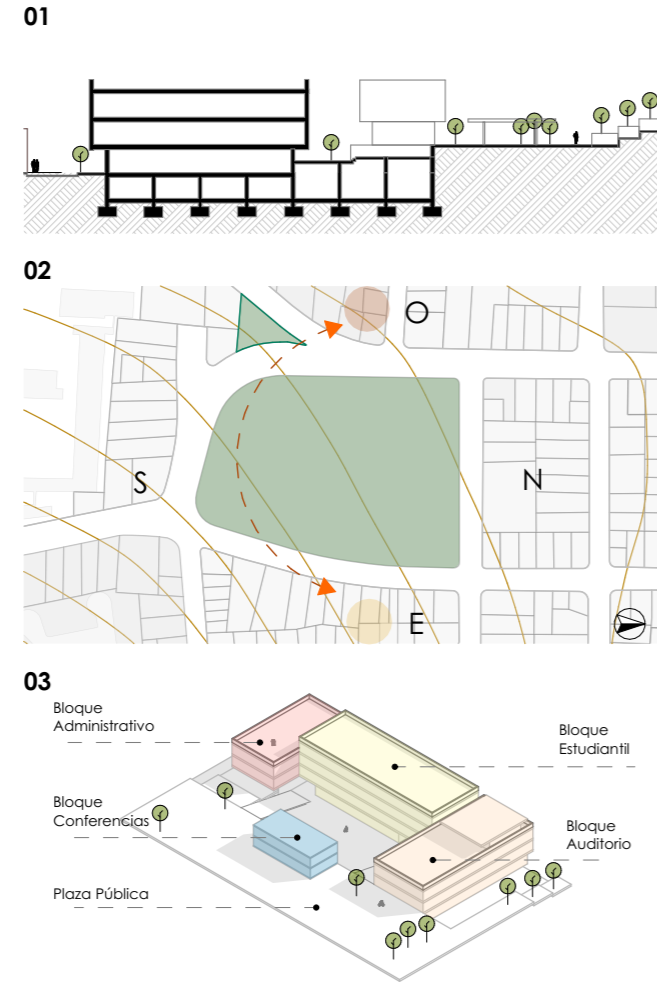 01
02
O
S
N
E
03
Bloque
Administrativo
Bloque
Estudiantil
Bloque
Conferencias
Bloque
Auditorio
Plaza Pública